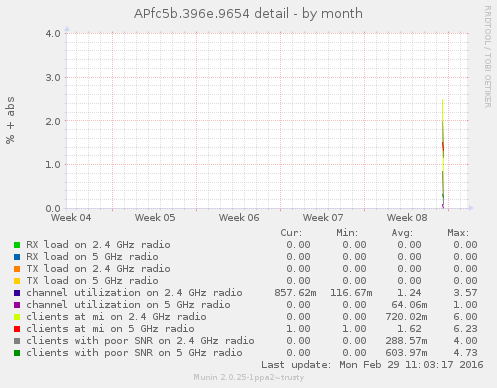 APfc5b.396e.9654 detail - by month
RRDTOOL / TOBI OETIKER
% + abs
4.0
3.0
2.0
1.0
0.0
Week 04 Week 05 Week 06 Week 07 Week 08
Cur: Min: Avg: Max:
RX load on 2.4 GHz radio 0.00 0.00 0.00 0.00
RX load on 5 GHz radio 0.00 0.00 0.00 0.00
TX load on 2.4 GHz radio 0.00 0.00 0.00 0.00
TX load on 5 GHz radio 0.00 0.00 0.00 0.00
channel utilization on 2.4 GHz radio 857.62m 116.67m 1.24 3.57
channel utilization on 5 GHz radio 0.00 0.00 64.06m 1.00
clients at mi on 2.4 GHz radio 0.00 0.00 720.02m 6.00
clients at mi on 5 GHz radio 1.00 1.00 1.62 6.23
clients with poor SNR on 2.4 GHz radio 0.00 0.00 288.57m 4.00
clients with poor SNR on 5 GHz radio 0.00 0.00 603.97m 4.73
Last update: Mon Feb 29 11:03:17 2016
Munin 2.0.25-1ppa2~trusty